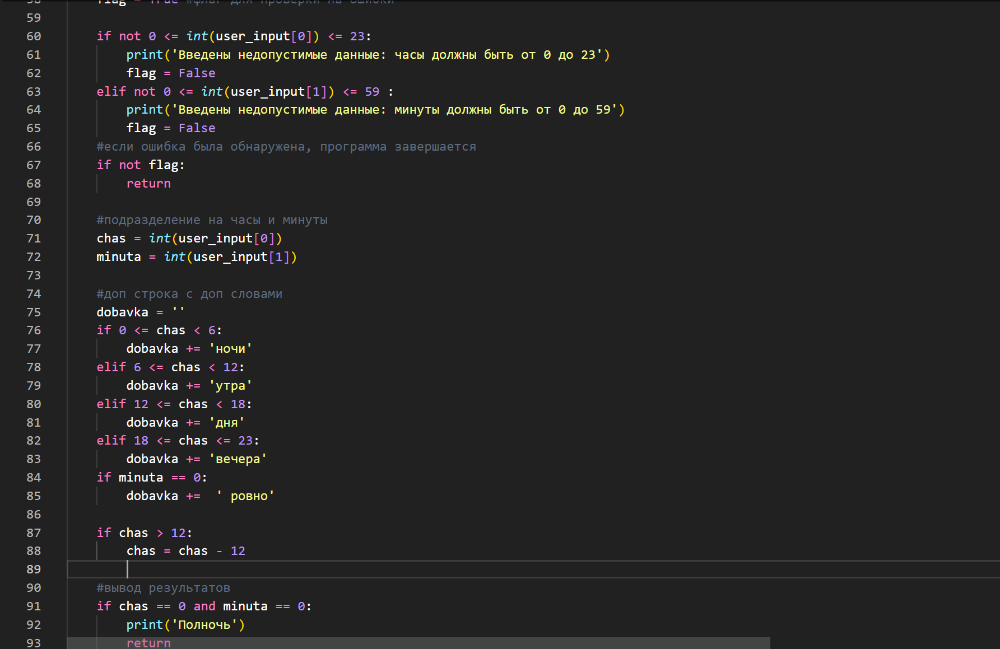 58 flag = True #флаг для проверки на ошибки
59
60 if not 0 <= int(user_input[0]) <= 23:
61 print('Введены недопустимые данные: часы должны быть от 0 до 23')
62 flag = False
63 elif not 0 <= int(user_input[1]) <= 59 :
64 print('Введены недопустимые данные: минуты должны быть от 0 до 59')
65 flag = False
66 #если ошибка была обнаружена, программа завершается
67 if not flag:
68 return
69
70 #подразделение на часы и минуты
71 chas = int(user_input[0])
72 minuta = int(user_input[1])
73
74 #доп строка с доп словами
75 dobavka = ''
76 if 0 <= chas < 6:
77 dobavka += 'ночи'
78 elif 6 <= chas < 12:
79 dobavka += 'утра'
80 elif 12 <= chas < 18:
81 dobavka += 'дня'
82 elif 18 <= chas <= 23:
83 dobavka += 'вечера'
84 if minuta == 0:
85 dobavka +=  ' ровно'
86
87 if chas > 12:
88 chas = chas - 12
89
90 #вывод результатов
91 if chas == 0 and minuta == 0:
92 print('Полночь')
93 return